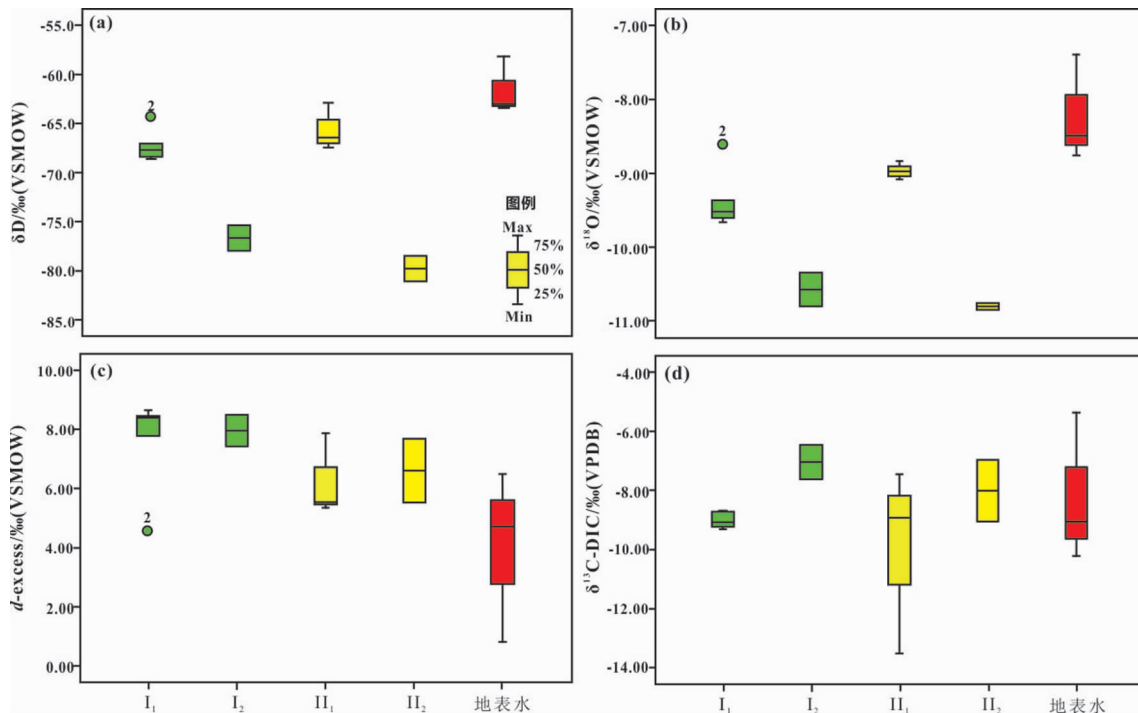 (a)
δD/‰(VSMOW)
-55.0
-60.0
-65.0
-70.0
-75.0
-80.0
-85.0
2
图例
Max
75%
50%
25%
Min
(b)
δ¹⁸O/‰(VSMOW)
-7.00
-8.00
-9.00
-10.00
-11.00
2
(c)
d-excess/‰(VSMOW)
10.00
8.00
6.00
4.00
2.00
0.00
2
I₁ I₂ II₁ II₂ 地表水
(d)
δ¹³C-DIC/‰(VPDB)
-4.00
-6.00
-8.00
-10.00
-12.00
-14.00
I₁ I₂ II₁ II₂ 地表水